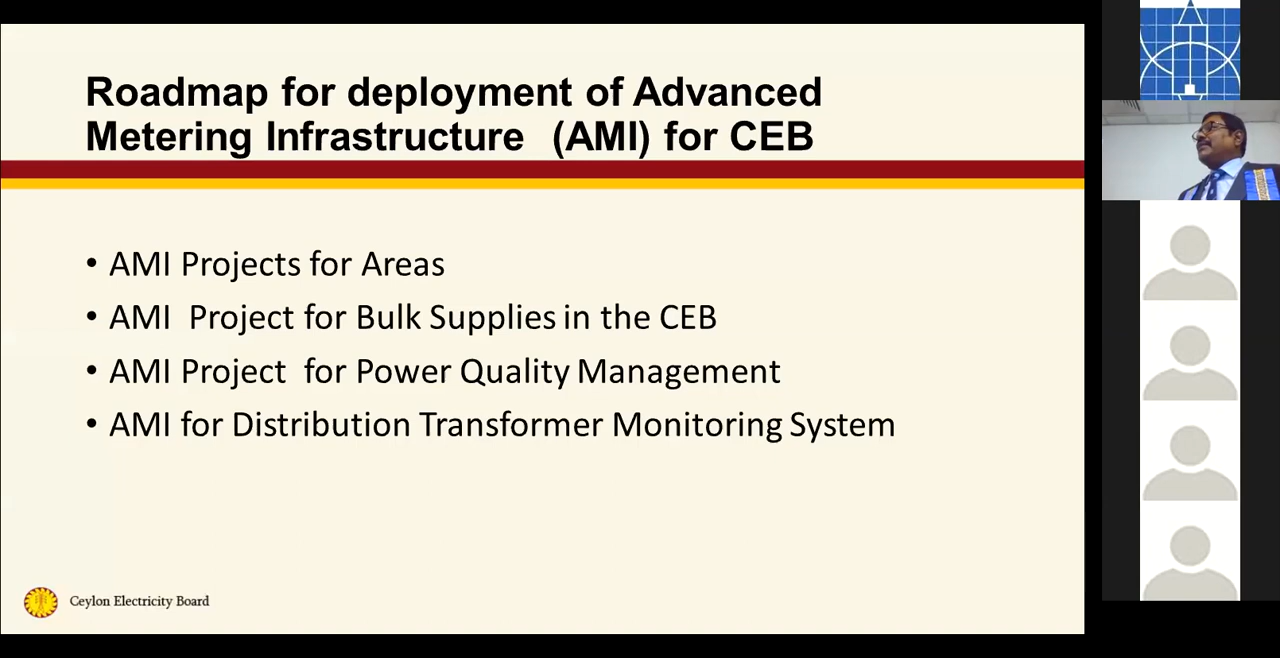 Roadmap for deployment of Advanced
Metering Infrastructure (AMI) for CEB
• AMI Projects for Areas
• AMI Project for Bulk Supplies in the CEB
• AMI Project for Power Quality Management
• AMI for Distribution Transformer Monitoring System
Ceylon Electricity Board